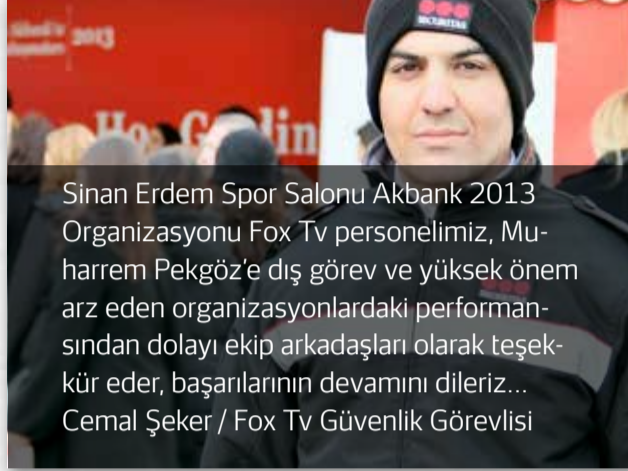 2013
SECURITAS
Sinan Erdem Spor Salonu Akbank 2013
Organizasyonu Fox Tv personelimiz, Mu-
harrem Pekgöz'e dış görev ve yüksek önem
arz eden organizasyonlardaki performan-
sından dolayı ekip arkadaşları olarak teşek-
kür eder, başarılarının devamını dileriz...
Cemal Şeker / Fox Tv Güvenlik Görevlisi